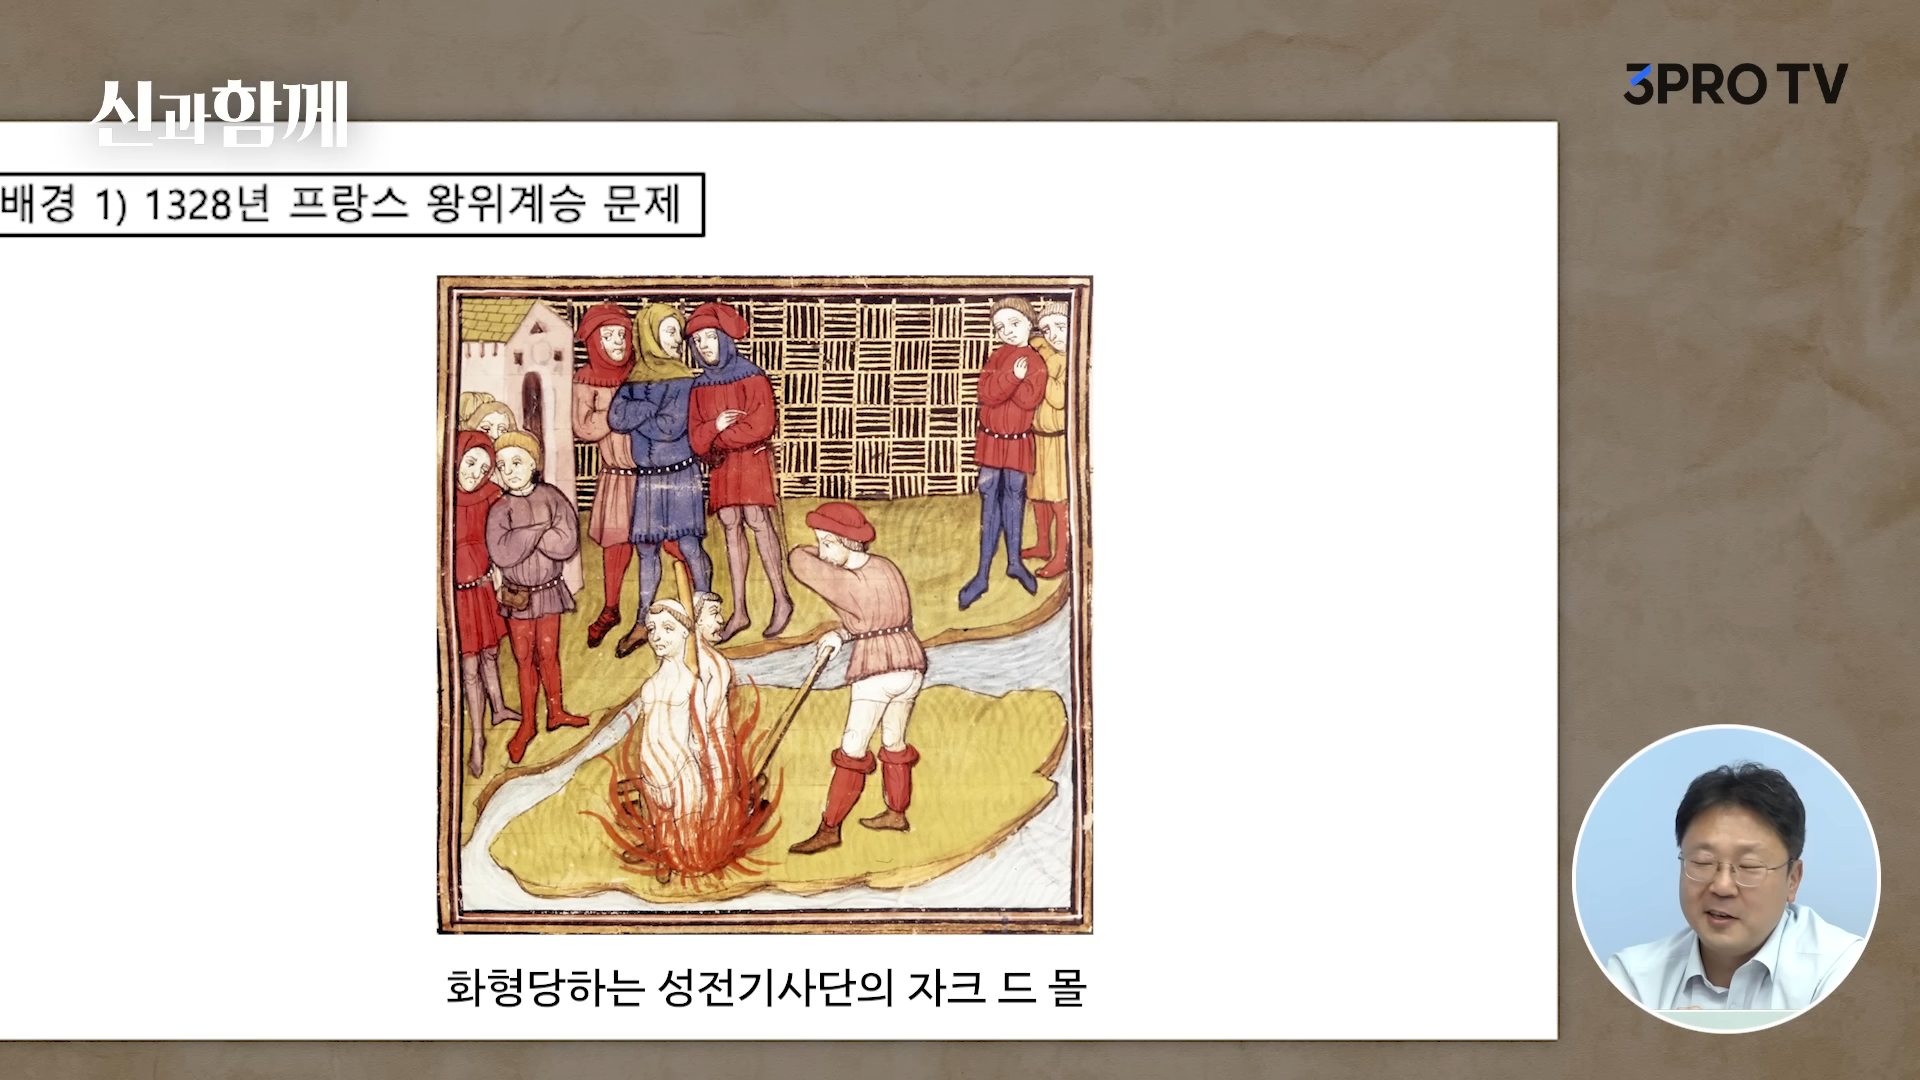 신과함께
3PRO TV
배경 1) 1328년 프랑스 왕위계승 문제
화형당하는 성전기사단의 자크 드 몰